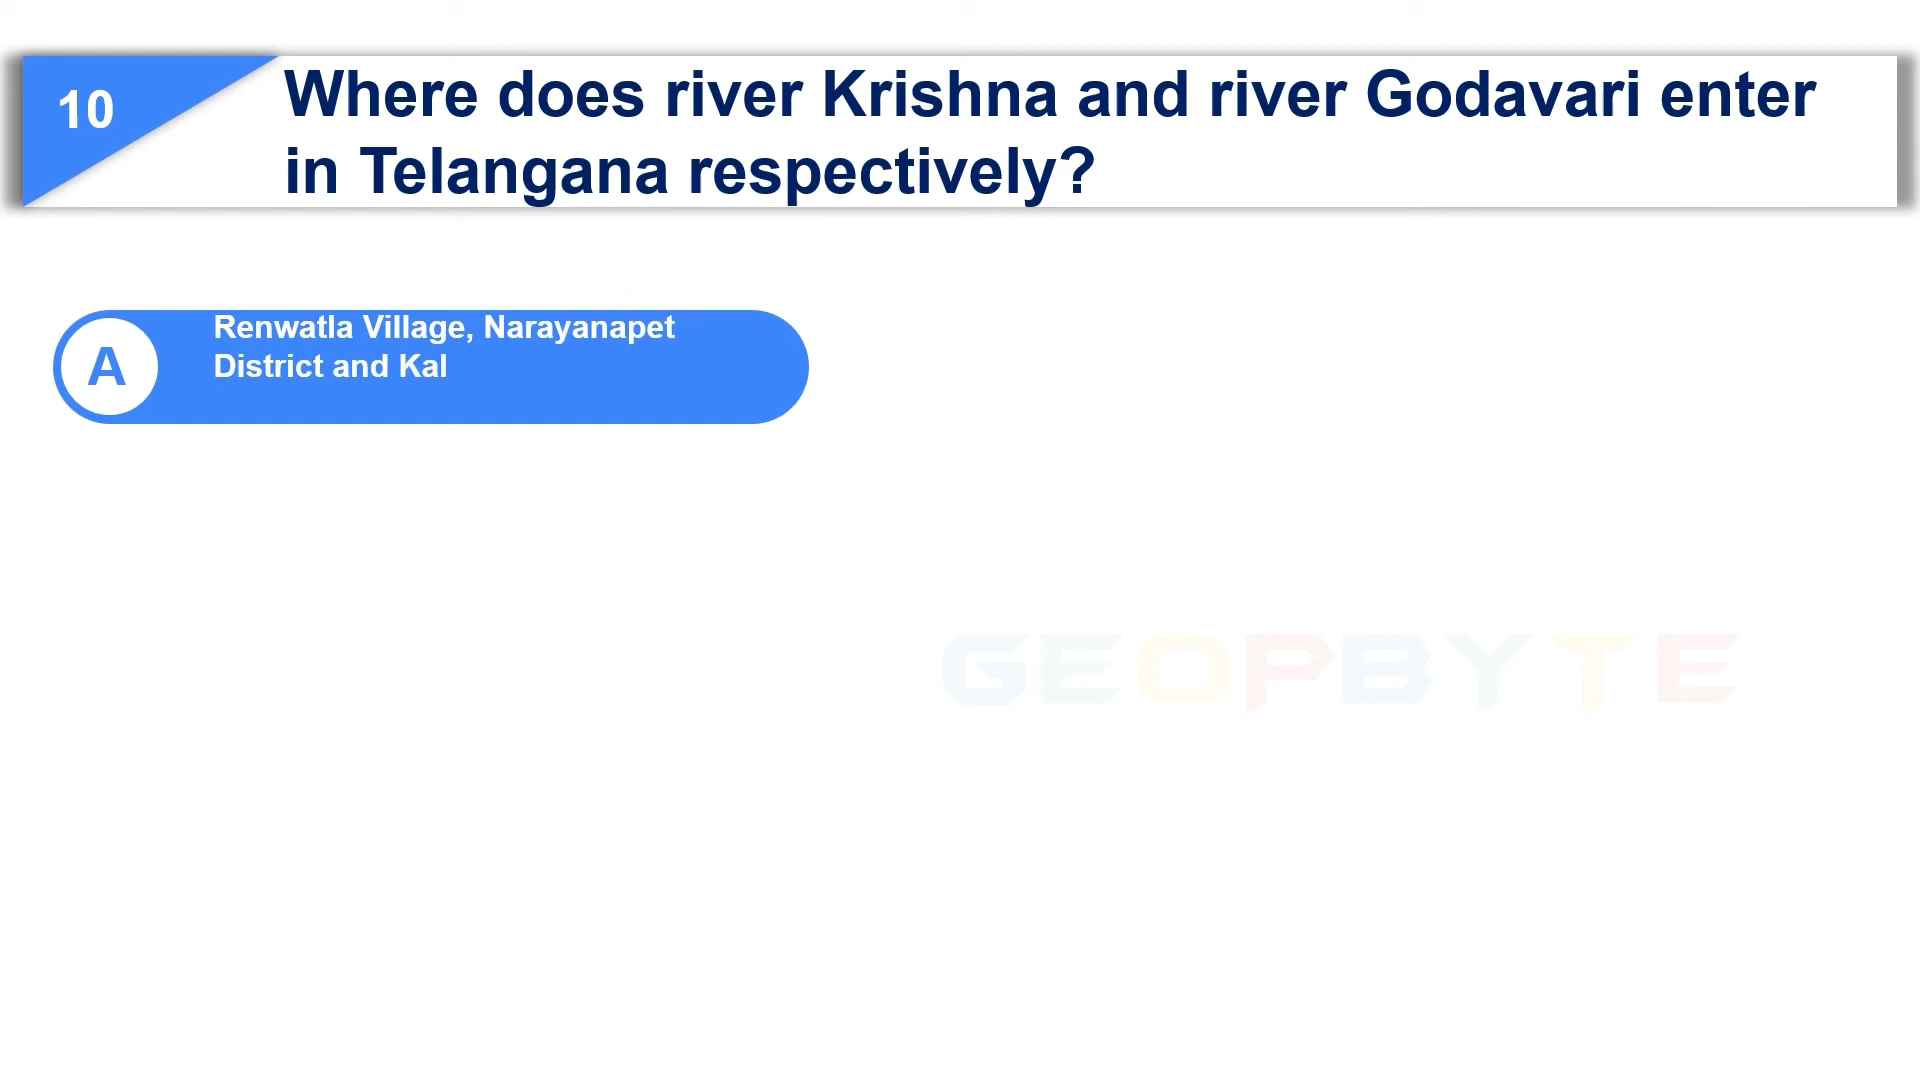 10
Where does river Krishna and river Godavari enter
in Telangana respectively?
A
Renwatla Village, Narayanapet
District and Kal
GEOPBYTE